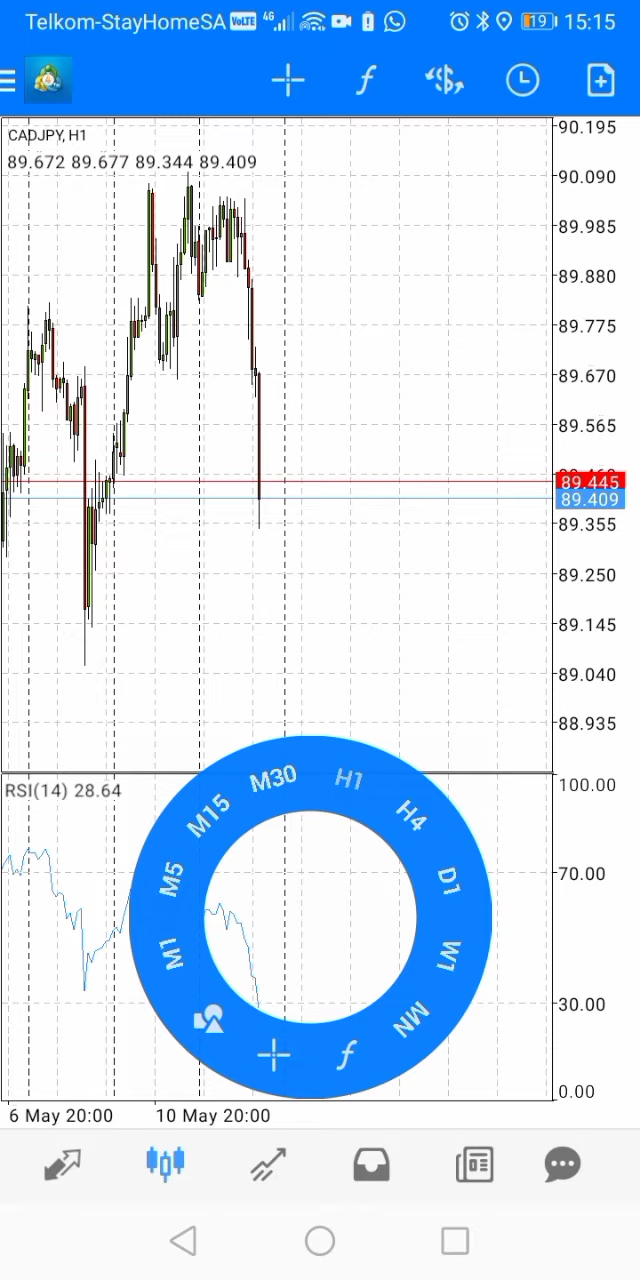 Telkom-StayHomeSA VoLTE 4G 19 15:15
f $
CADJPY, H1
89.672 89.677 89.344 89.409
90.195
90.090
89.985
89.880
89.775
89.670
89.565
89.445
89.409
89.355
89.250
89.145
89.040
88.935
RSI(14) 28.64
100.00
70.00
30.00
0.00
M1
M5
M15
M30
H1
H4
D1
W1
MN
f
6 May 20:00 10 May 20:00